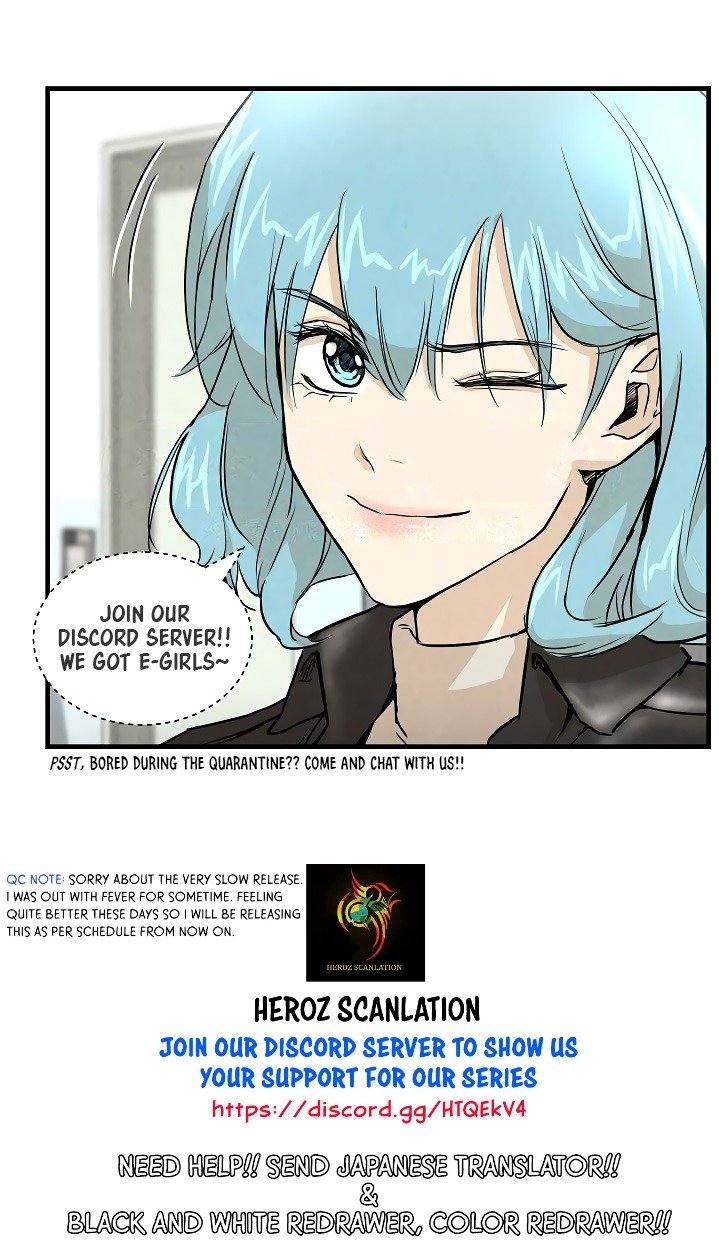 JOIN OUR
DISCORD SERVER!!
WE GOT E-GIRLS~
PSST, BORED DURING THE QUARANTINE?? COME AND CHAT WITH US!!
QC NOTE: SORRY ABOUT THE VERY SLOW RELEASE.
I WAS OUT WITH FEVER FOR SOMETIME. FEELING
QUITE BETTER THESE DAYS SO I WILL BE RELEASING
THIS AS PER SCHEDULE FROM NOW ON.
HEROZ SCANLATION
HEROZ SCANLATION
JOIN OUR DISCORD SERVER TO SHOW US
YOUR SUPPORT FOR OUR SERIES
https://discord.gg/HTQEkV4
NEED HELP!! SEND JAPANESE TRANSLATOR!!
&
BLACK AND WHITE REDRAWER, COLOR REDRAWER!!